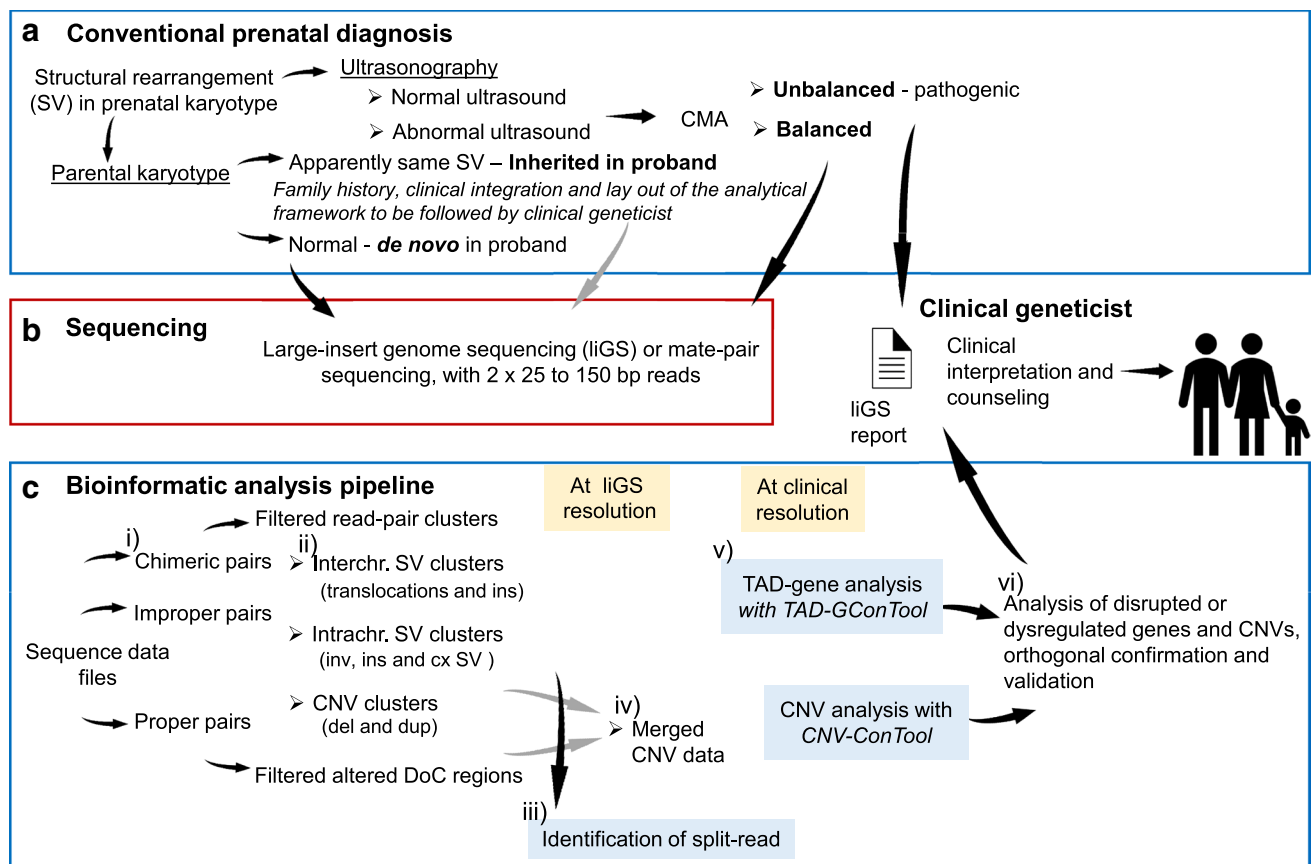 a Conventional prenatal diagnosis
Structural rearrangement
(SV) in prenatal karyotype
Ultrasonography
➢ Normal ultrasound
➢ Abnormal ultrasound
CMA
➢ Unbalanced - pathogenic
➢ Balanced
Parental karyotype
Apparently same SV – Inherited in proband
Family history, clinical integration and lay out of the analytical
framework to be followed by clinical geneticist
Normal - de novo in proband
b Sequencing
Large-insert genome sequencing (liGS) or mate-pair
sequencing, with 2 x 25 to 150 bp reads
Clinical geneticist
liGS
report
Clinical
interpretation and
counseling
c Bioinformatic analysis pipeline
At liGS
resolution
At clinical
resolution
Sequence data
files
i)
Chimeric pairs
Improper pairs
Proper pairs
Filtered read-pair clusters
ii)
➢ Interchr. SV clusters
(translocations and ins)
➢ Intrachr. SV clusters
(inv, ins and cx SV )
➢ CNV clusters
(del and dup)
Filtered altered DoC regions
iii)
Identification of split-read
iv)
➢ Merged
CNV data
v)
TAD-gene analysis
with TAD-GConTool
CNV analysis with
CNV-ConTool
vi)
Analysis of disrupted or
dysregulated genes and CNVs,
orthogonal confirmation and
validation